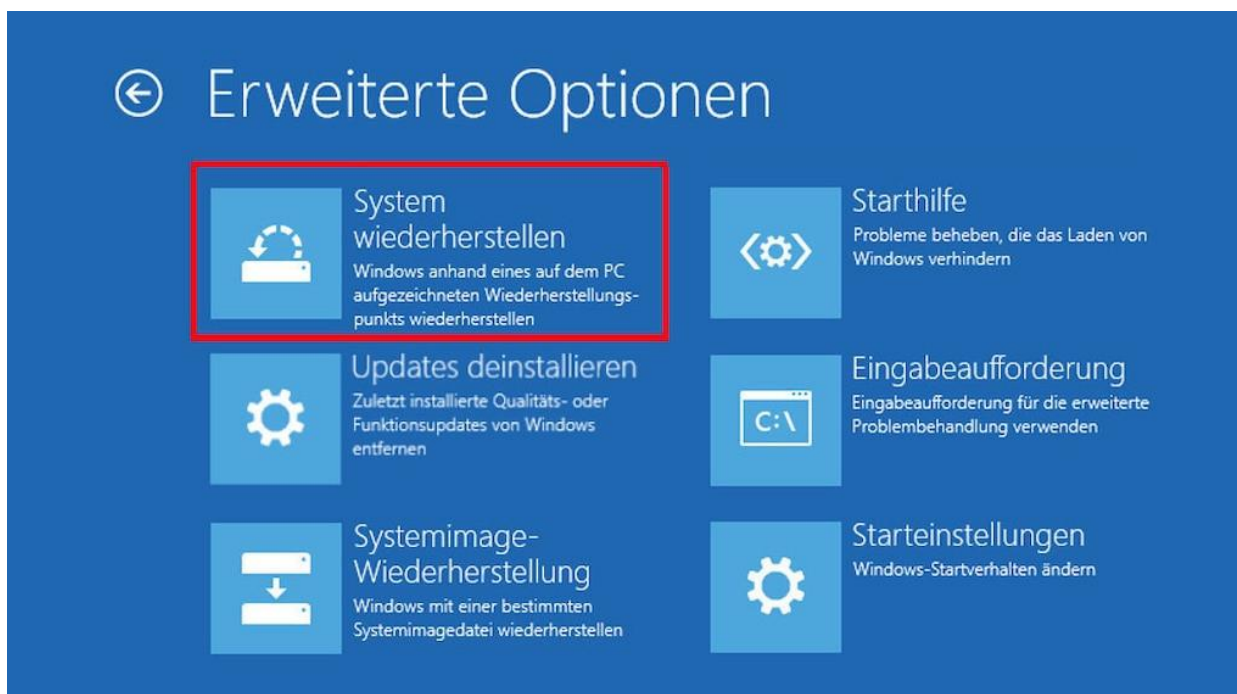 Erweiterte Optionen
System
wiederherstellen
Windows anhand eines auf dem PC
aufgezeichneten Wiederherstellungs-
punkts wiederherstellen
Updates deinstallieren
Zuletzt installierte Qualitäts- oder
Funktionsupdates von Windows
entfernen
Systemimage-
Wiederherstellung
Windows mit einer bestimmten
Systemimagedatei wiederherstellen
Starthilfe
Probleme beheben, die das Laden von
Windows verhindern
C:\
Eingabeaufforderung
Eingabeaufforderung für die erweiterte
Problembehandlung verwenden
Starteinstellungen
Windows-Startverhalten ändern